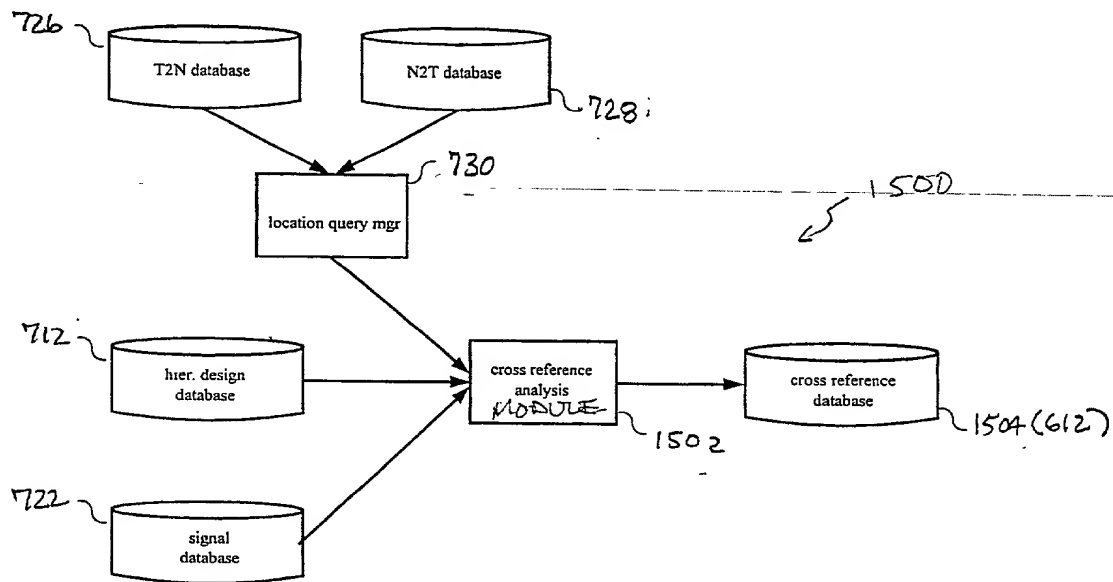 726
T2N database
N2T database
728
730
location query mgr
1500
712
hier. design
database
cross reference
analysis
MODULE
1502
cross reference
database
1504 (612)
722
signal
database